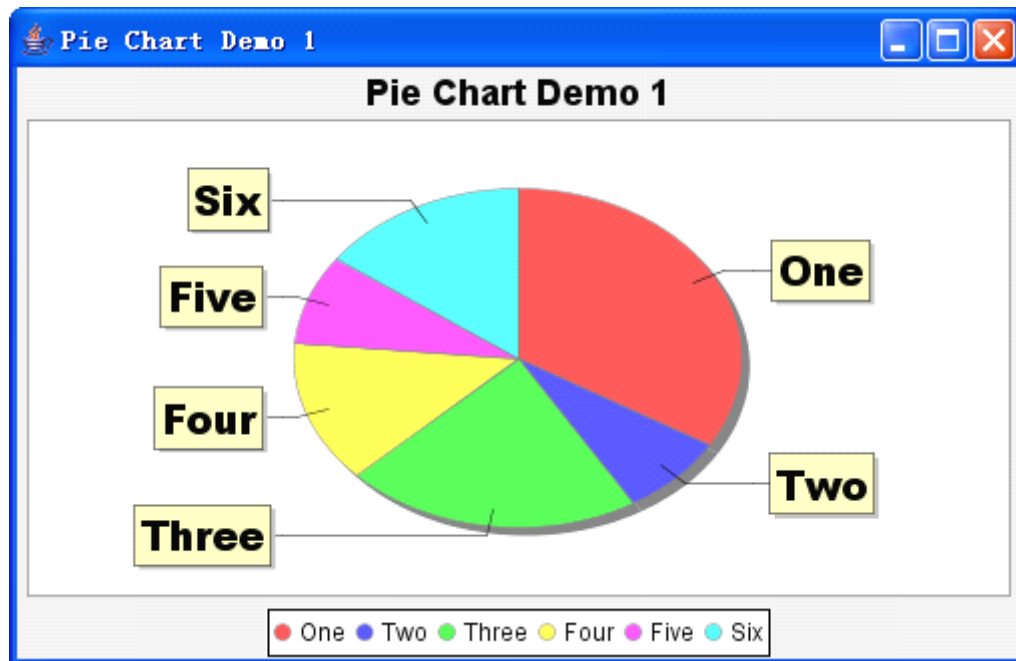 Pie Chart Demo 1
Pie Chart Demo 1
Six
One
Five
Four
Two
Three
One Two Three Four Five Six